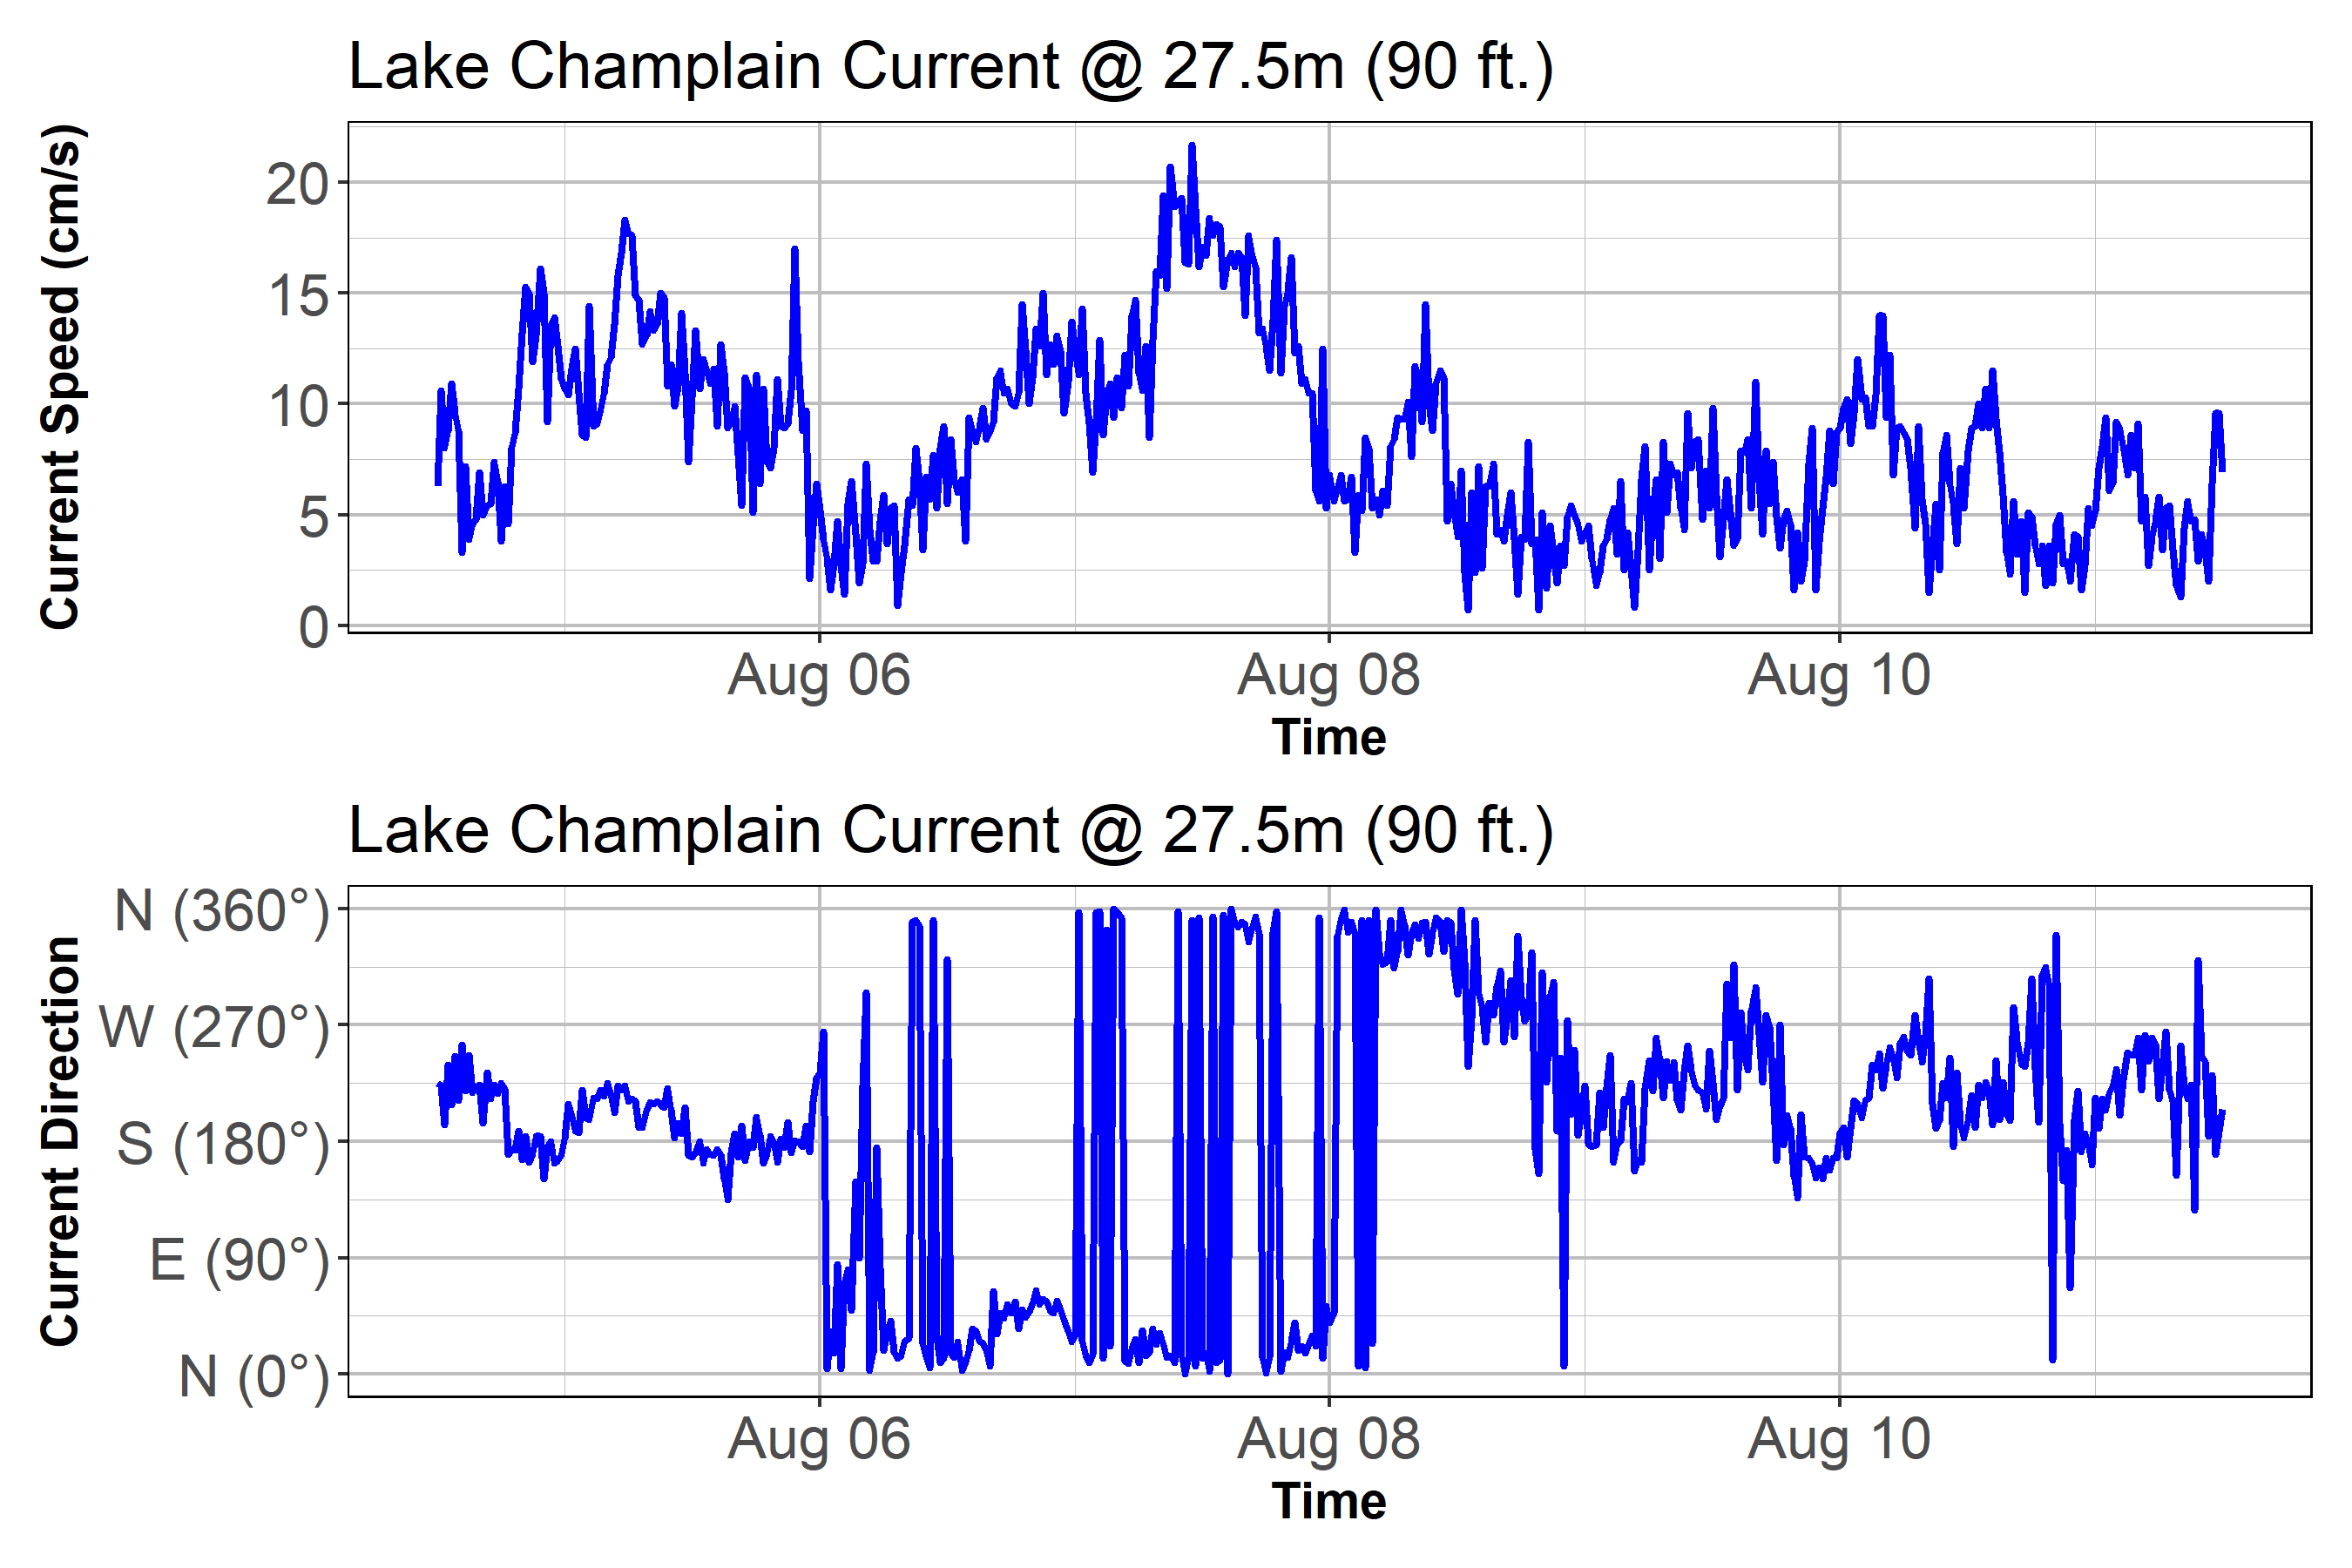 Lake Champlain Current @ 27.5m (90 ft.)
Current Speed (cm/s)
20
15
10
5
0
Aug 06 Aug 08 Aug 10
Time
Lake Champlain Current @ 27.5m (90 ft.)
Current Direction
N (360°)
W (270°)
S (180°)
E (90°)
N (0°)
Aug 06 Aug 08 Aug 10
Time